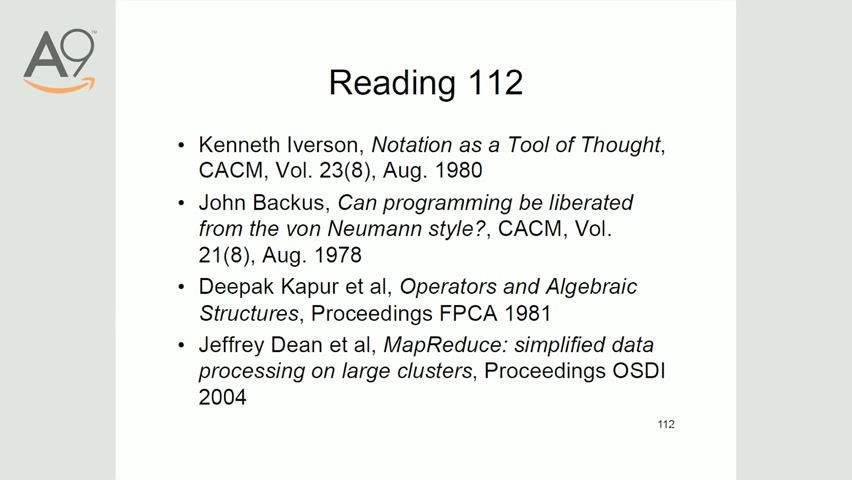 A9™
Reading 112
• Kenneth Iverson, Notation as a Tool of Thought,
CACM, Vol. 23(8), Aug. 1980
• John Backus, Can programming be liberated
from the von Neumann style?, CACM, Vol.
21(8), Aug. 1978
• Deepak Kapur et al, Operators and Algebraic
Structures, Proceedings FPCA 1981
• Jeffrey Dean et al, MapReduce: simplified data
processing on large clusters, Proceedings OSDI
2004
112